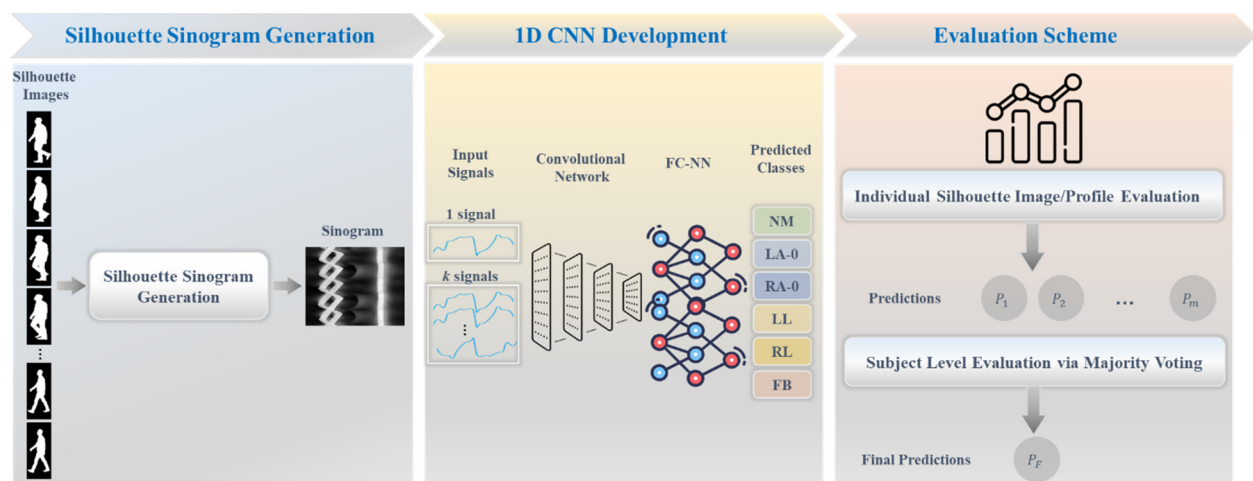 Silhouette Sinogram Generation
1D CNN Development
Evaluation Scheme
Silhouette
Images
Silhouette Sinogram
Generation
Sinogram
Input
Signals
1 signal
k signals
Convolutional
Network
FC-NN
Predicted
Classes
NM
LA-0
RA-0
LL
RL
FB
Individual Silhouette Image/Profile Evaluation
Predictions
P₁
P₂
...
Pₘ
Subject Level Evaluation via Majority Voting
Final Predictions
P_F